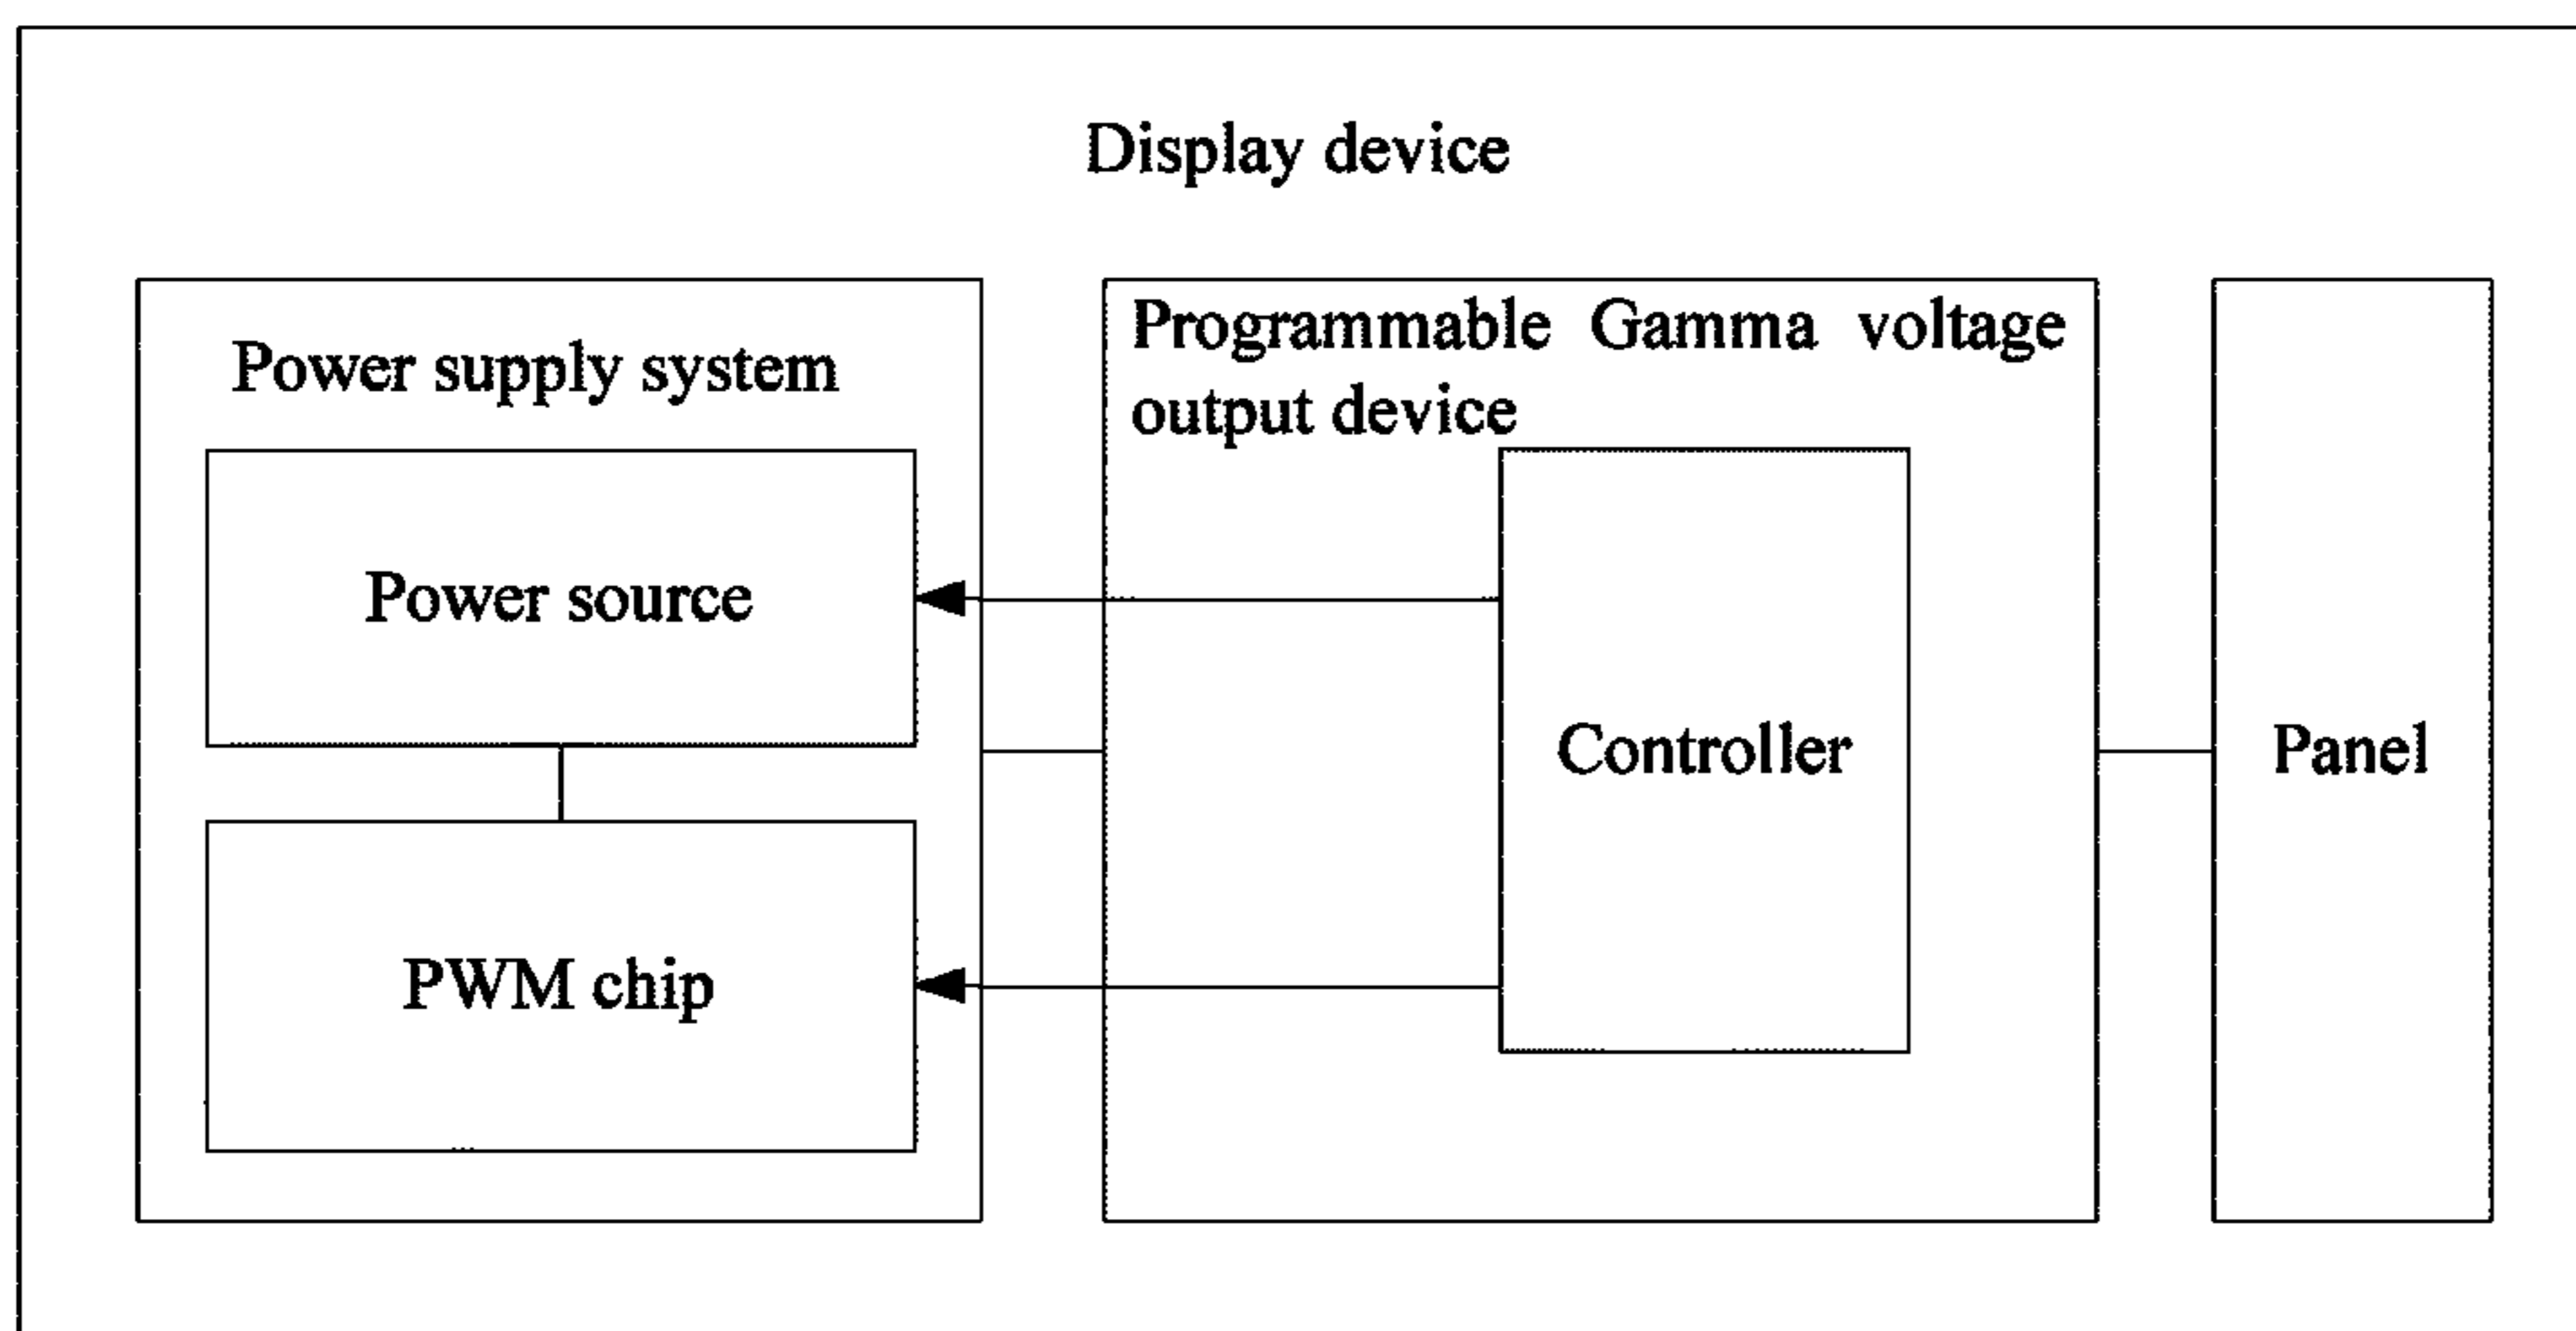 Display device
Power supply system
Programmable Gamma voltage
output device
Power source
Controller
Panel
PWM chip